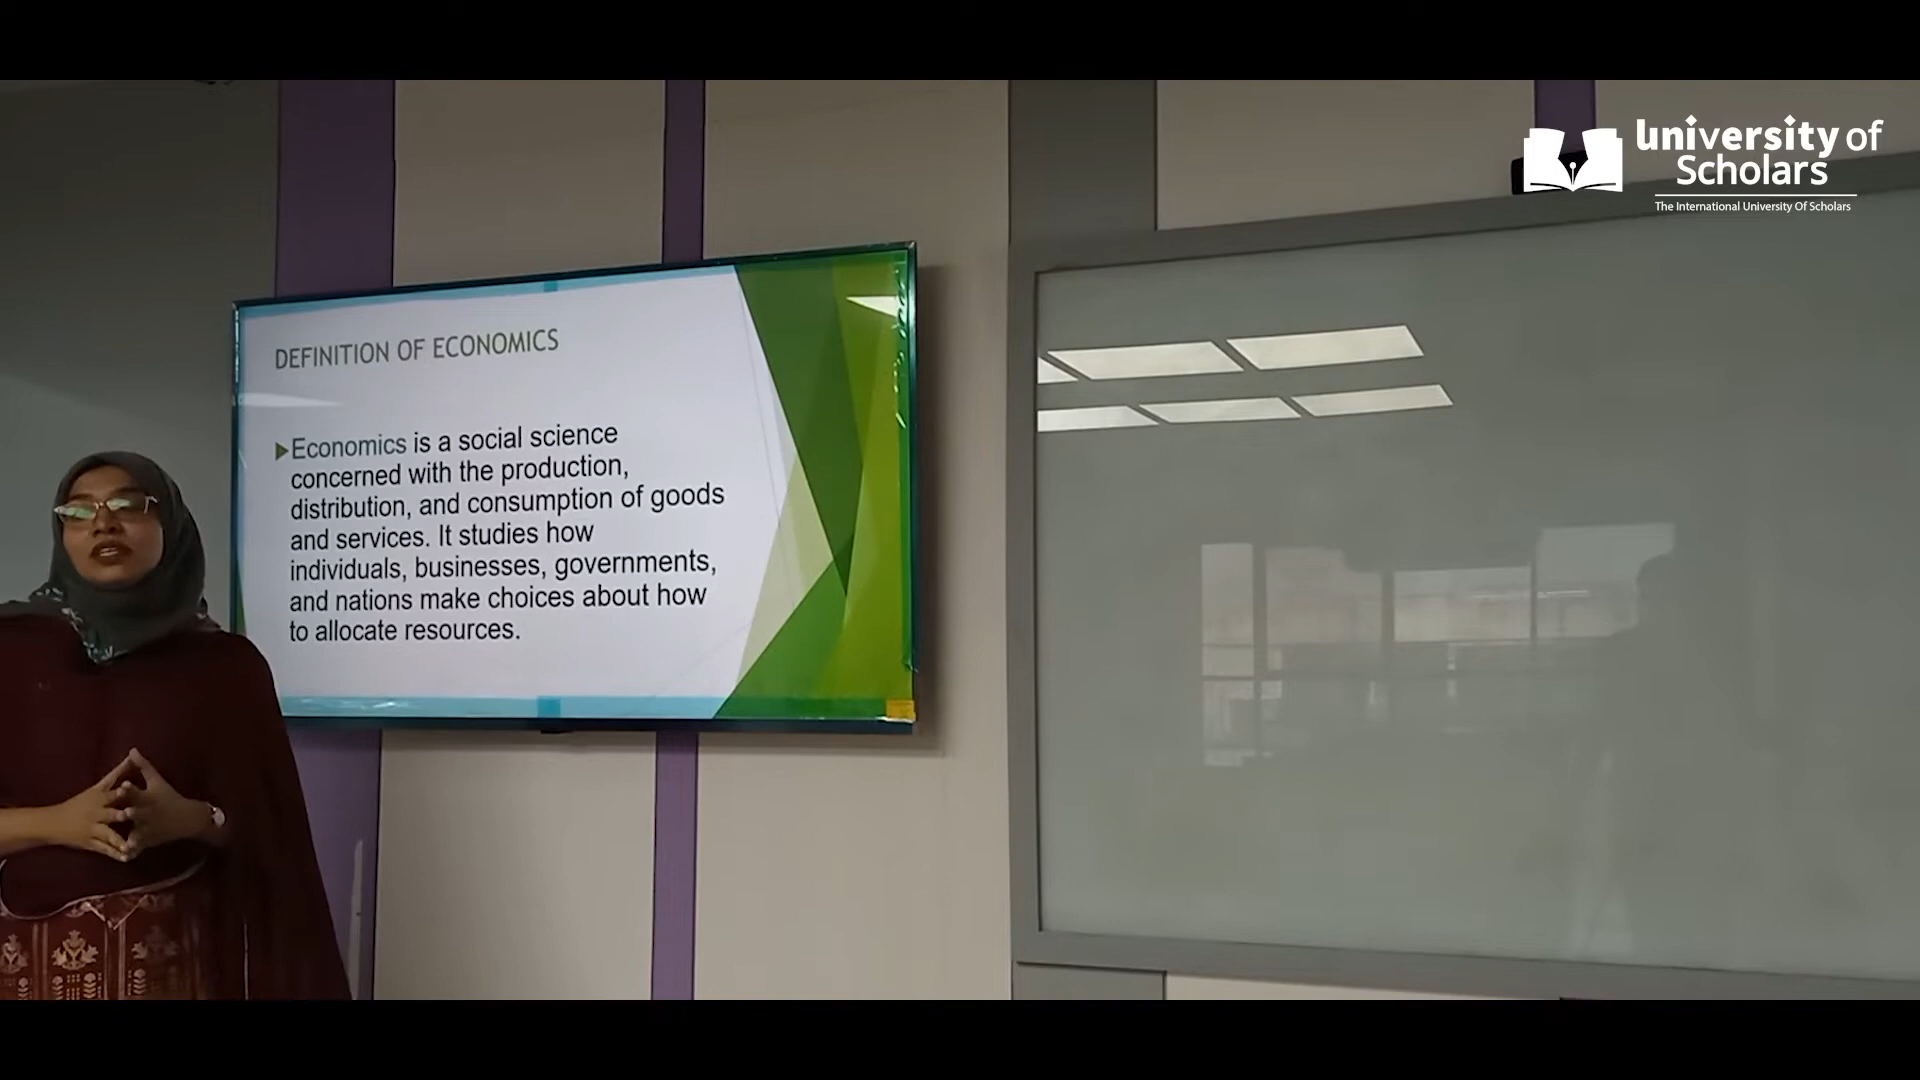 University of
Scholars
The International University Of Scholars
DEFINITION OF ECONOMICS
Economics is a social science
concerned with the production,
distribution, and consumption of goods
and services. It studies how
individuals, businesses, governments,
and nations make choices about how
to allocate resources.